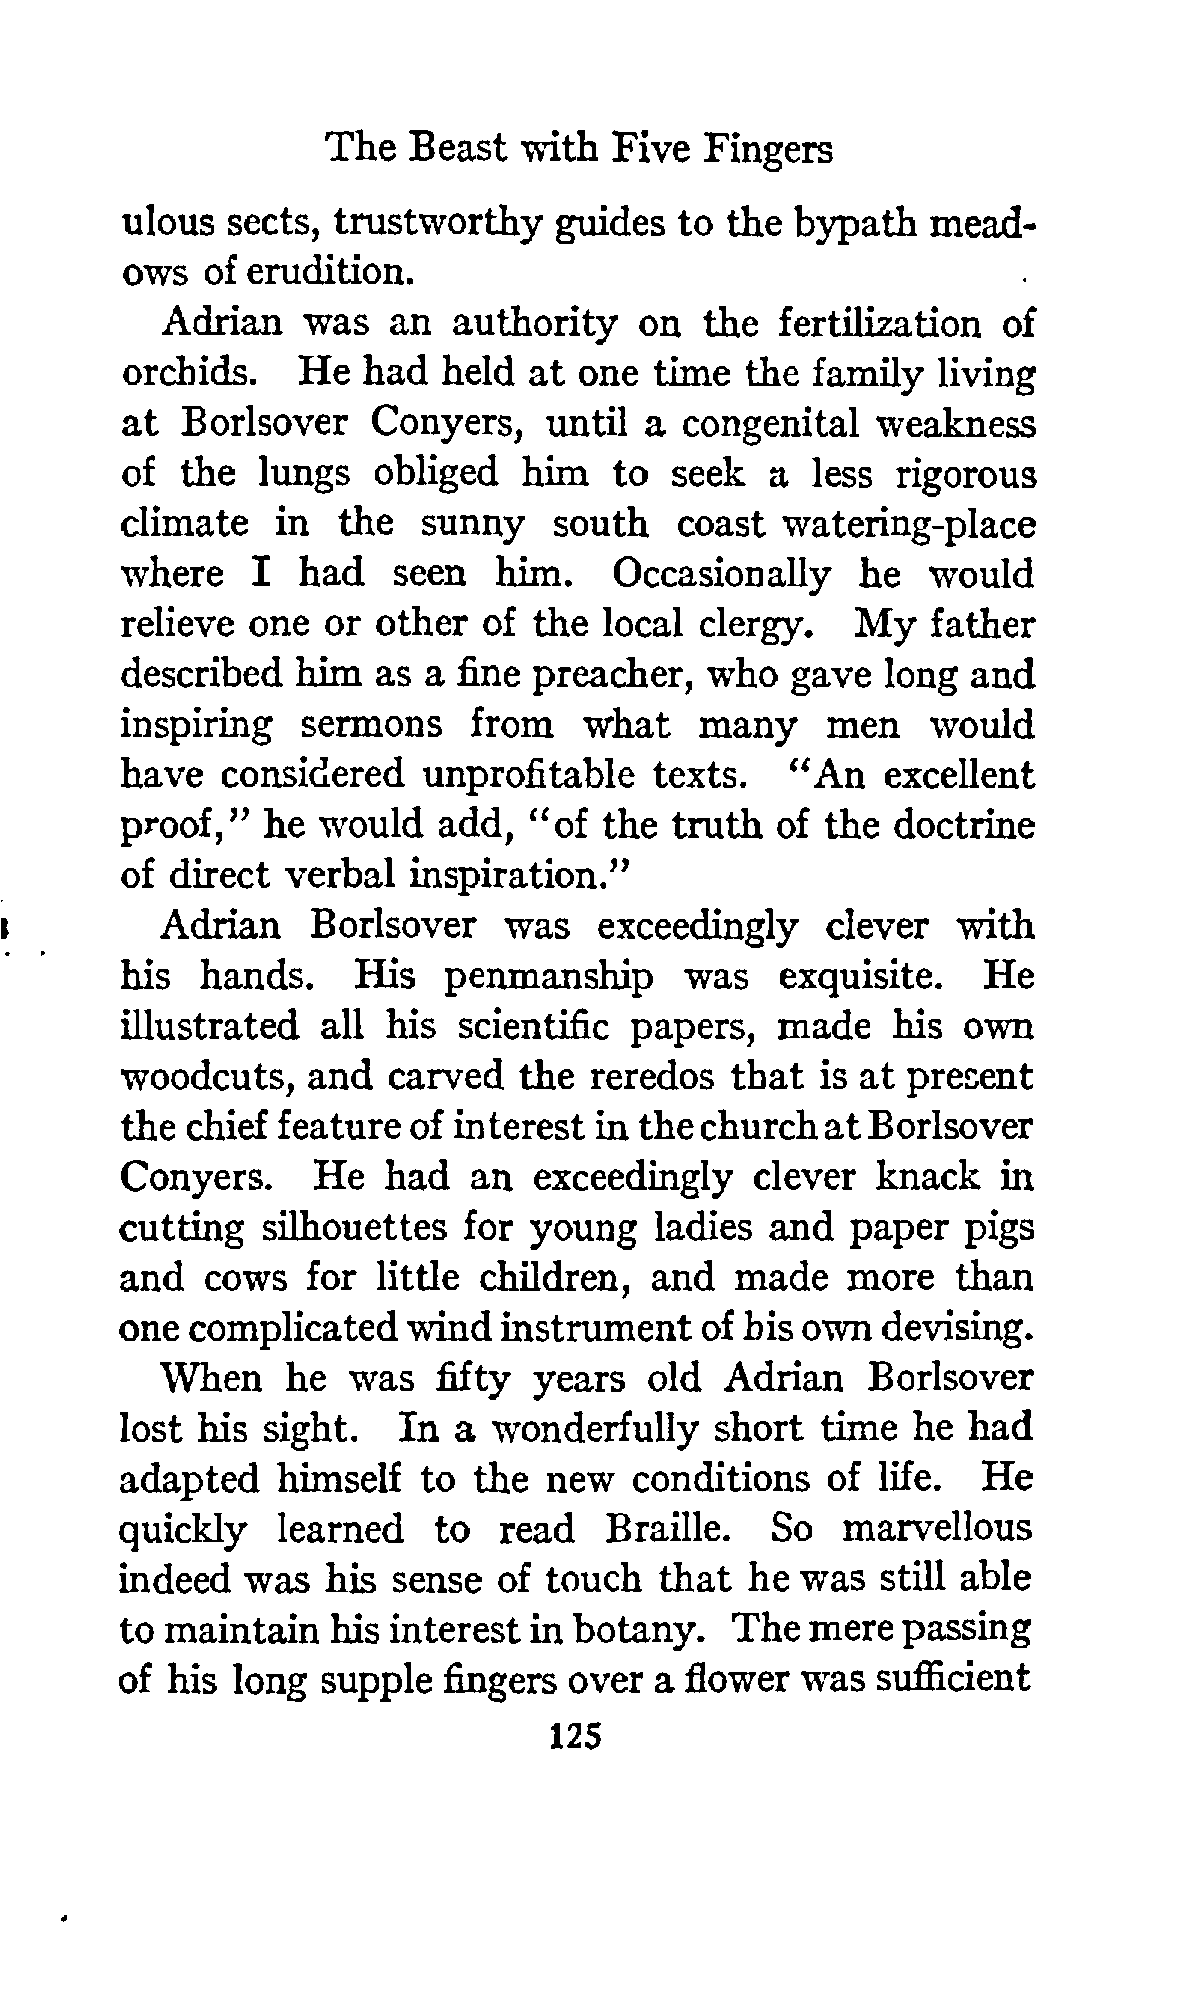 The Beast with Five Fingers
ulous sects, trustworthy guides to the bypath mead-
ows of erudition.
Adrian was an authority on the fertilization of
orchids. He had held at one time the family living
at Borlsover Conyers, until a congenital weakness
of the lungs obliged him to seek a less rigorous
climate in the sunny south coast watering-place
where I had seen him. Occasionally he would
relieve one or other of the local clergy. My father
described him as a fine preacher, who gave long and
inspiring sermons from what many men would
have considered unprofitable texts. “An excellent
proof,” he would add, “of the truth of the doctrine
of direct verbal inspiration.”
Adrian Borlsover was exceedingly clever with
his hands. His penmanship was exquisite. He
illustrated all his scientific papers, made his own
woodcuts, and carved the reredos that is at present
the chief feature of interest in the church at Borlsover
Conyers. He had an exceedingly clever knack in
cutting silhouettes for young ladies and paper pigs
and cows for little children, and made more than
one complicated wind instrument of his own devising.
When he was fifty years old Adrian Borlsover
lost his sight. In a wonderfully short time he had
adapted himself to the new conditions of life. He
quickly learned to read Braille. So marvellous
indeed was his sense of touch that he was still able
to maintain his interest in botany. The mere passing
of his long supple fingers over a flower was sufficient
125